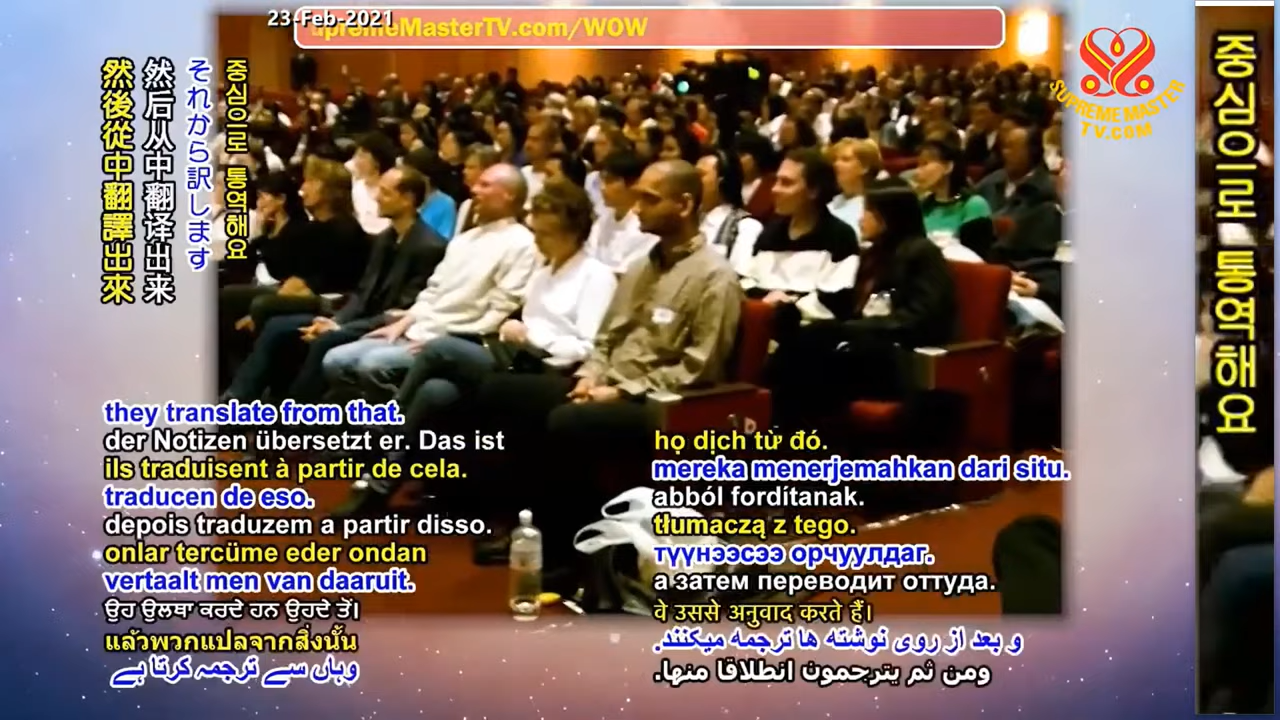 23-Feb-2021
upremeMasterTV.com/WOW
SUPREME MASTER
TV.COM
然後從中翻譯出來
然后从中翻译出来
それから訳します
중심으로 통역해요
중심으로 통역해요
they translate from that.
der Notizen übersetzt er. Das ist
ils traduisent à partir de cela.
traducen de eso.
depois traduzem a partir disso.
onlar tercüme eder ondan
vertaalt men van daaruit.
ਉਹ ਉਲਥਾ ਕਰਦੇ ਹਨ ਉਹਦੇ ਤੋਂ।
แล้วพวกแปลจากสิ่งนั้น
وہاں سے ترجمہ کرتا ہے
họ dịch từ đó.
mereka menerjemahkan dari situ.
abból fordítanak.
tłumaczą z tego.
түүнээсээ орчуулдаг.
а затем переводит оттуда.
वे उससे अनुवाद करते हैं।
و بعد از روی نوشته ها ترجمه میکنند.
ومن ثم يترجمون انطلاقا منها.